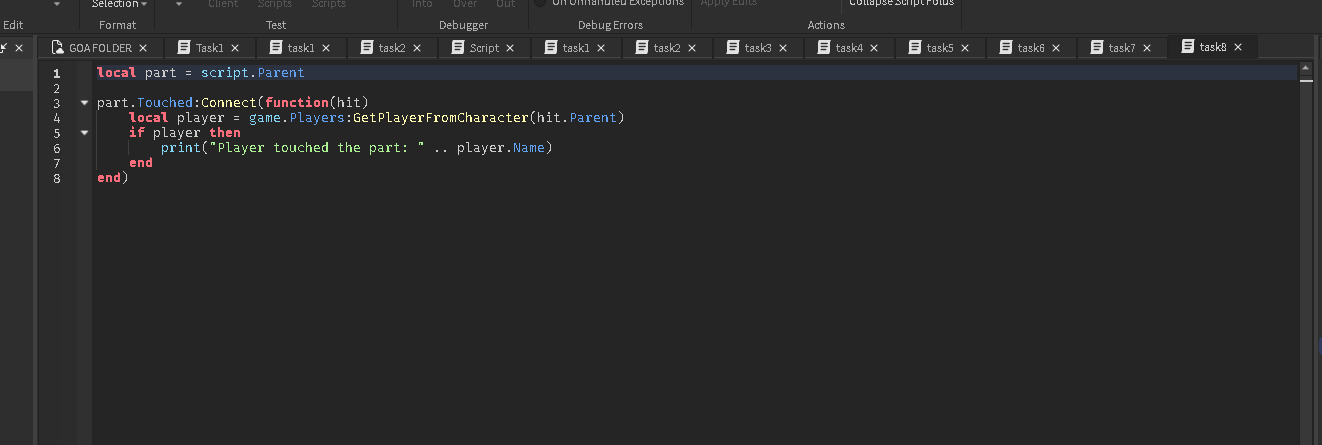 Selection
Client Scripts Scripts
Into Over Out
On Unhandled Exceptions
Apply Edits
Collapse Script Folds
Edit Format Test Debugger Debug Errors Actions
GOAFOLDER Task1 task1 task2 Script task1 task2 task3 task4 task5 task6 task7 task8
1 local part = script.Parent
2
3 part.Touched:Connect(function(hit)
4 local player = game.Players:GetPlayerFromCharacter(hit.Parent)
5 if player then
6 print("Player touched the part: " .. player.Name)
7 end
8 end)